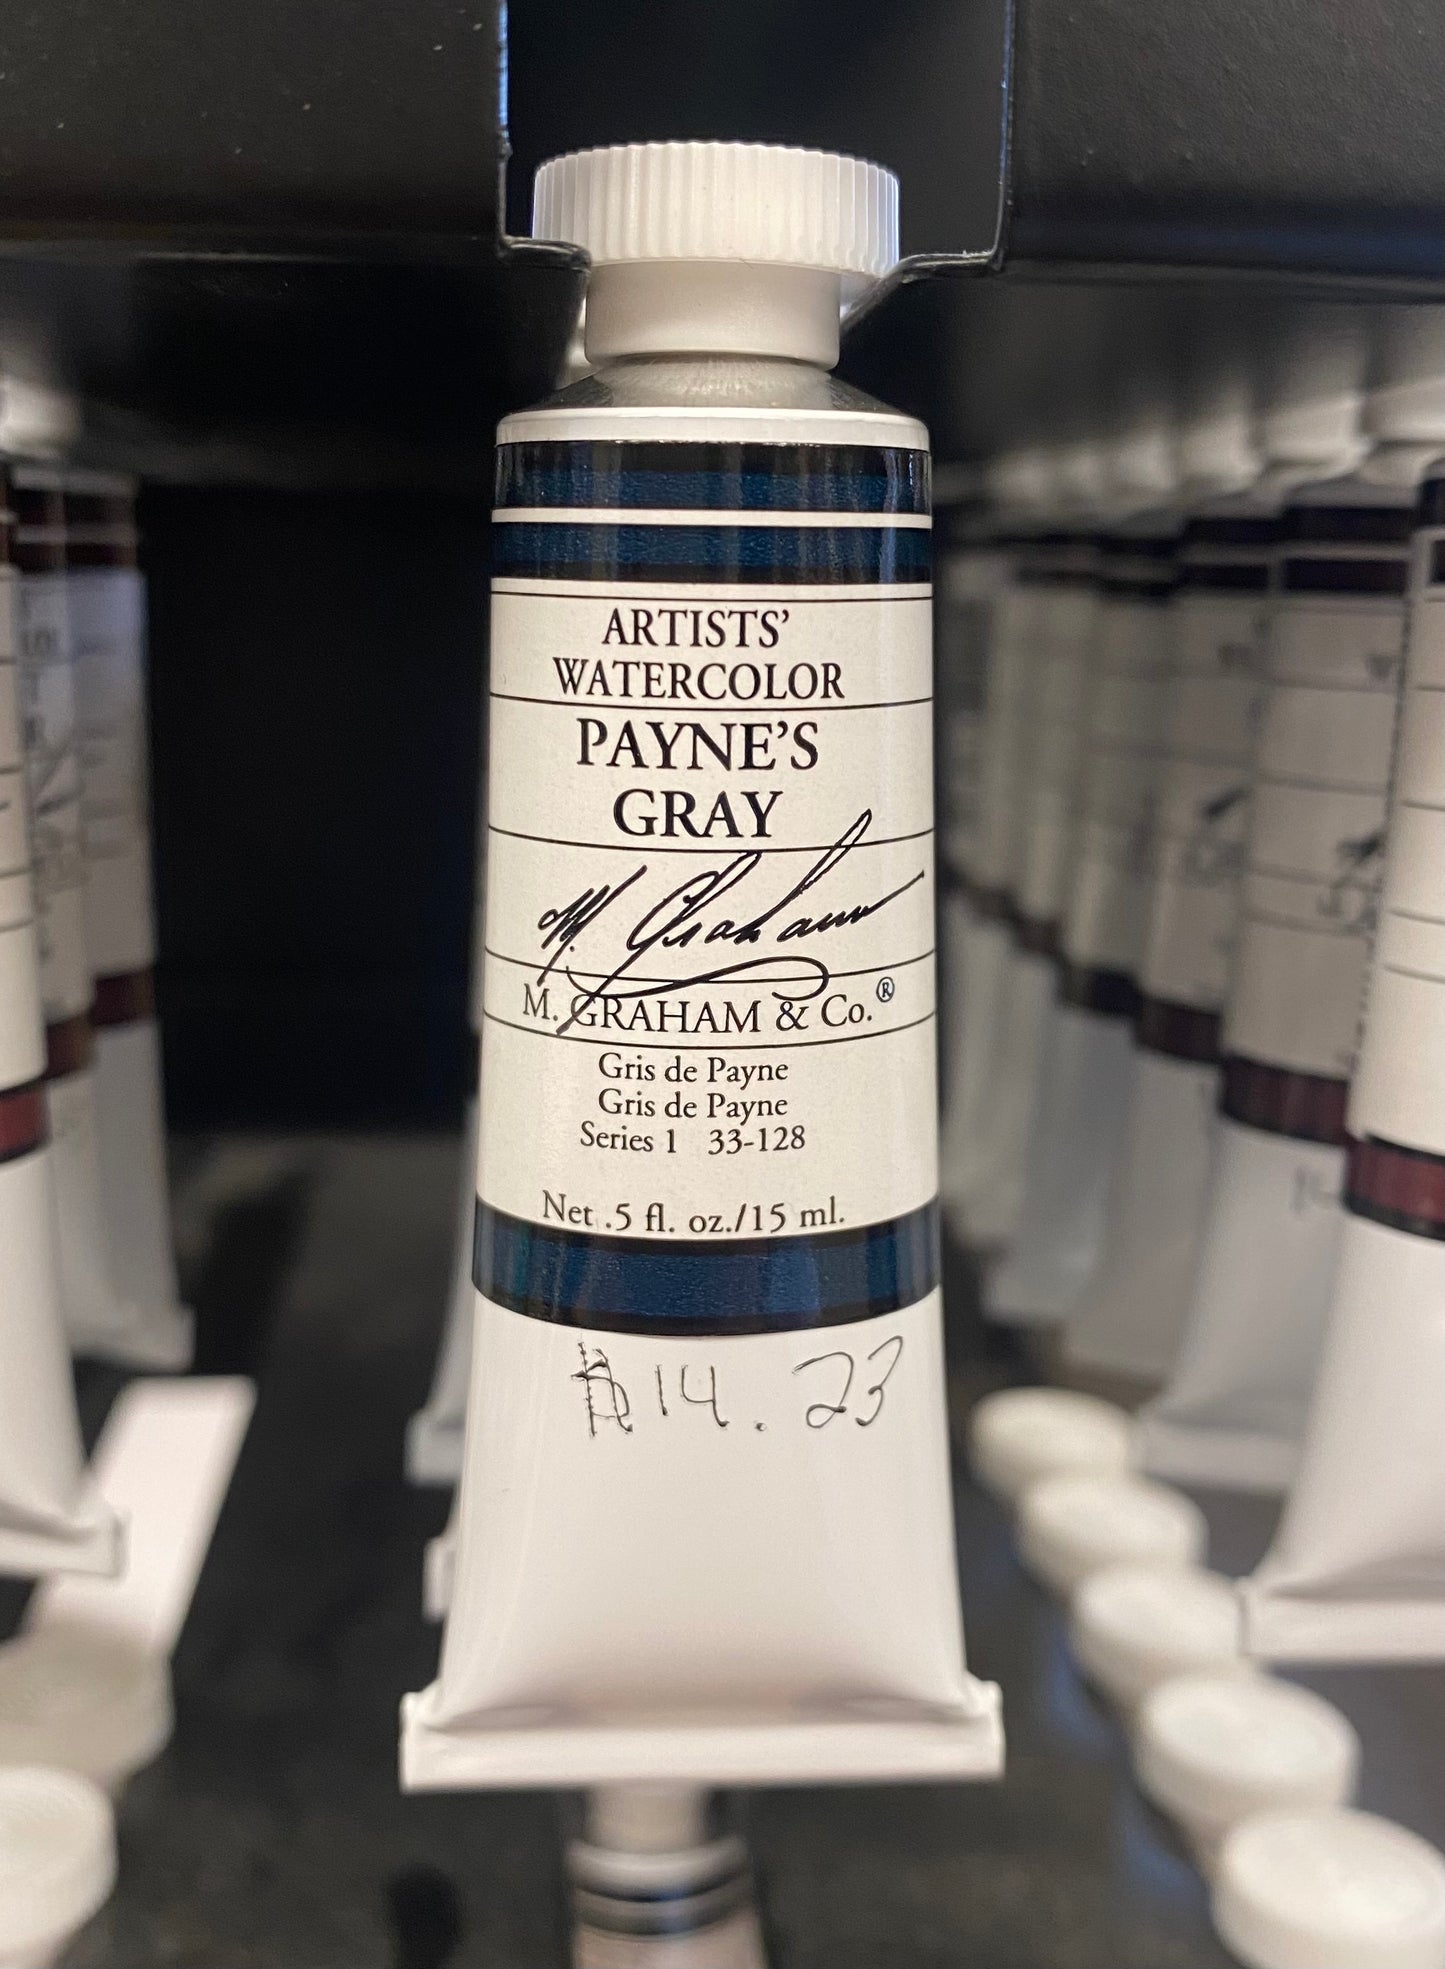 ARTISTS'
WATERCOLOR
PAYNE'S
GRAY
M. Graham
M. GRAHAM & Co.®
Gris de Payne
Gris de Payne
Series 1 33-128
Net .5 fl. oz./15 ml.
$14.23